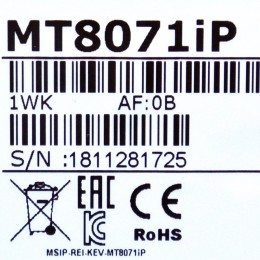 MT8071iP
1WK AF:0B
S/N :1811281725
EAC CE
RoHS
MSIP-REI-KEV-MT8071iP